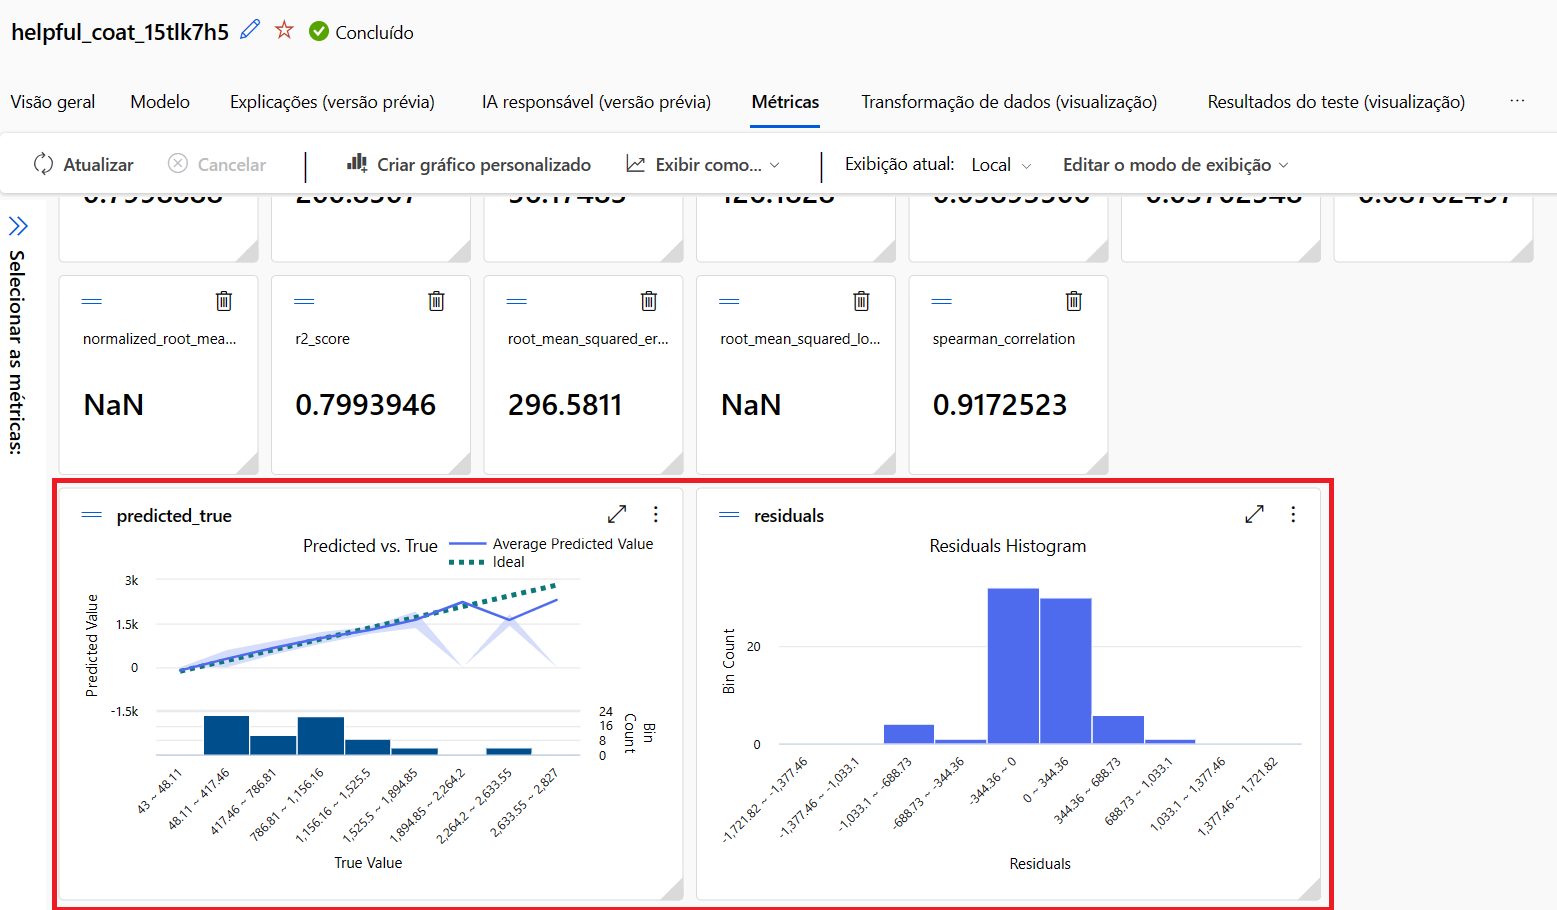 helpful_coat_15tlk7h5 Concluído
Visão geral Modelo Explicações (versão prévia) IA responsável (versão prévia) Métricas Transformação de dados (visualização) Resultados do teste (visualização) ...
Atualizar Cancelar Criar gráfico personalizado Exibir como... Exibição atual: Local Editar o modo de exibição
Selecionar as métricas:
normalized_root_mea... r2_score root_mean_squared_er... root_mean_squared_lo... spearman_correlation
NaN 0.7993946 296.5811 NaN 0.9172523
predicted_true
Predicted vs. True
Average Predicted Value
Ideal
Predicted Value
3k
1.5k
0
-1.5k
24
16
8
0
Bin
Count
43 ~ 48.11
48.11 ~ 417.46
417.46 ~ 786.81
786.81 ~ 1,156.16
1,156.16 ~ 1,525.5
1,525.5 ~ 1,894.85
1,894.85 ~ 2,264.2
2,264.2 ~ 2,633.55
2,633.55 ~ 2,827
True Value
residuals
Residuals Histogram
Bin Count
20
0
-1,721.82 ~ -1,377.46
-1,377.46 ~ -1,033.1
-1,033.1 ~ -688.73
-688.73 ~ -344.36
-344.36 ~ 0
0 ~ 344.36
344.36 ~ 688.73
688.73 ~ 1,033.1
1,033.1 ~ 1,377.46
1,377.46 ~ 1,721.82
Residuals